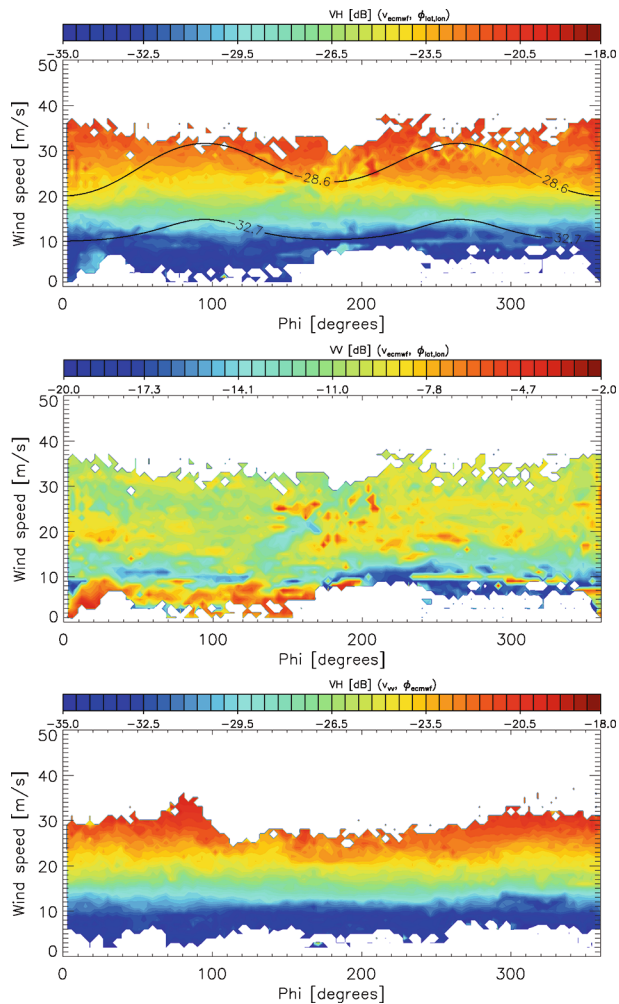 VH [dB] (v_ecmwf, ϕ_lat,lon)
−35.0 −32.5 −29.5 −26.5 −23.5 −20.5 −18.0
50
40
30
20
10
0
Wind speed [m/s]
−28.6
−28.6
−32.7
−32.7
0 100 200 300
Phi [degrees]
VV [dB] (v_ecmwf, ϕ_lat,lon)
−20.0 −17.3 −14.1 −11.0 −7.8 −4.7 −2.0
50
40
30
20
10
0
Wind speed [m/s]
0 100 200 300
Phi [degrees]
VH [dB] (v_vv, ϕ_ecmwf)
−35.0 −32.5 −29.5 −26.5 −23.5 −20.5 −18.0
50
40
30
20
10
0
Wind speed [m/s]
0 100 200 300
Phi [degrees]